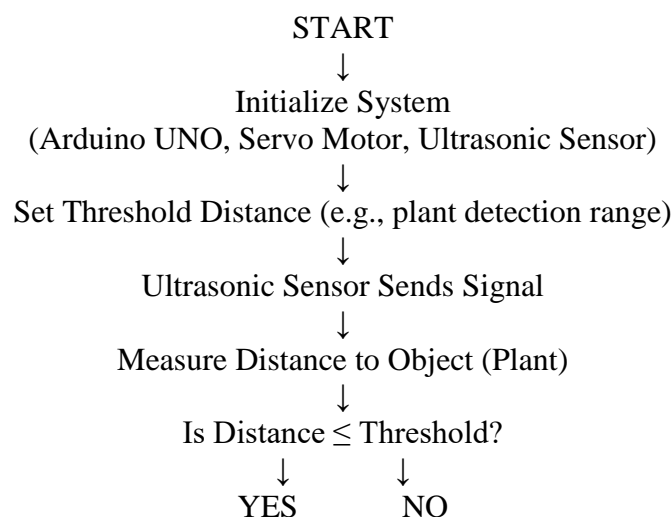 START
↓
Initialize System
(Arduino UNO, Servo Motor, Ultrasonic Sensor)
↓
Set Threshold Distance (e.g., plant detection range)
↓
Ultrasonic Sensor Sends Signal
↓
Measure Distance to Object (Plant)
↓
Is Distance ≤ Threshold?
↓ ↓
YES NO